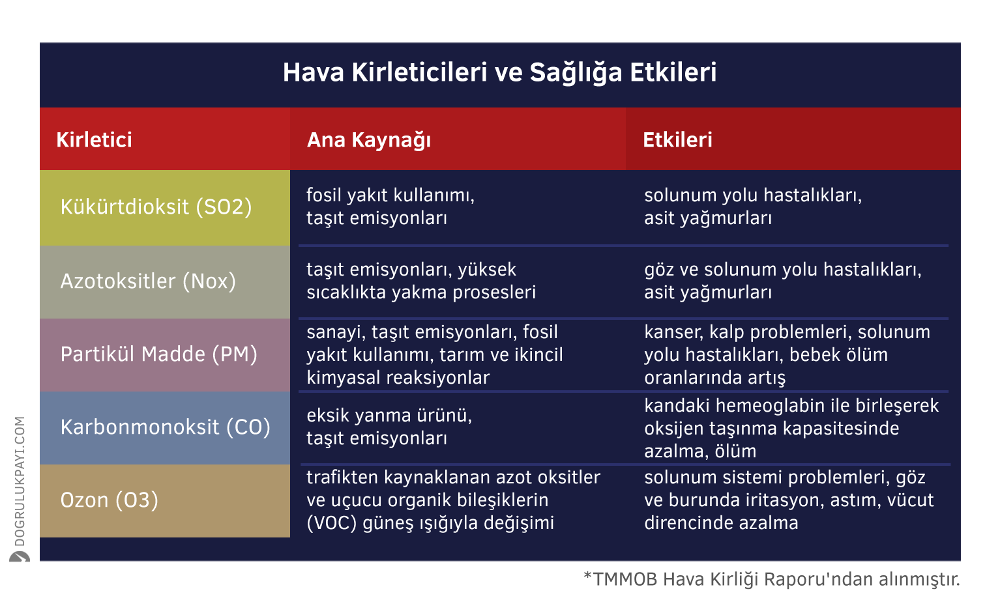 Hava Kirleticileri ve Sağlığa Etkileri
Kirletici
Ana Kaynağı
Etkileri
Kükürtdioksit (SO2)
fosil yakıt kullanımı,
taşıt emisyonları
solunum yolu hastalıkları,
asit yağmurları
Azotoksitler (Nox)
taşıt emisyonları, yüksek
sıcaklıkta yakma prosesleri
göz ve solunum yolu hastalıkları,
asit yağmurları
Partikül Madde (PM)
sanayi, taşıt emisyonları, fosil
yakıt kullanımı, tarım ve ikincil
kimyasal reaksiyonlar
kanser, kalp problemleri, solunum
yolu hastalıkları, bebek ölüm
oranlarında artış
Karbonmonoksit (CO)
eksik yanma ürünü,
taşıt emisyonları
kandaki hemeoglabin ile birleşerek
oksijen taşınma kapasitesinde
azalma, ölüm
Ozon (O3)
trafikten kaynaklanan azot oksitler
ve uçucu organik bileşiklerin
(VOC) güneş ışığıyla değişimi
solunum sistemi problemleri, göz
ve burunda iritasyon, astım, vücut
direncinde azalma
DOGRULUKPAYI.COM
*TMMOB Hava Kirliği Raporu'ndan alınmıştır.